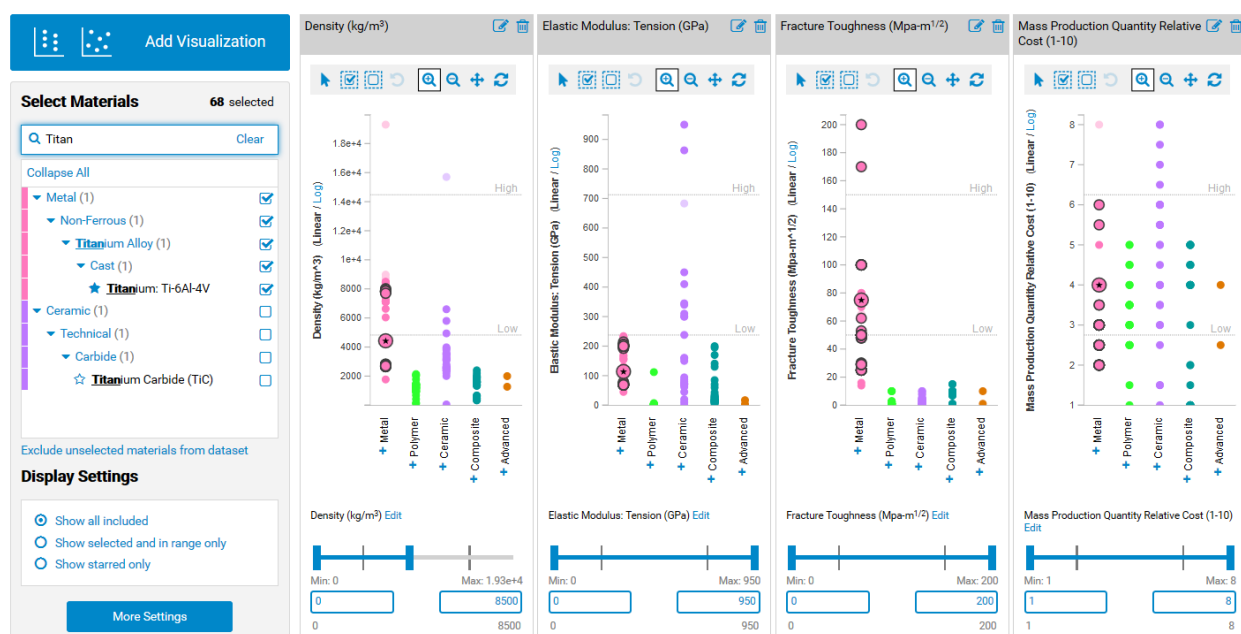 Add Visualization
Select Materials 68 selected
Titan Clear
Collapse All
Metal (1)
Non-Ferrous (1)
Titanium Alloy (1)
Cast (1)
Titanium: Ti-6Al-4V
Ceramic (1)
Technical (1)
Carbide (1)
Titanium Carbide (TiC)
Exclude unselected materials from dataset
Display Settings
Show all included
Show selected and in range only
Show starred only
More Settings
Density (kg/m³)
Density (kg/m^3) (Linear / Log)
1.8e+4
1.6e+4
1.4e+4
1.2e+4
1e+4
8000
6000
4000
2000
High
Low
+ Metal
+ Polymer
+ Ceramic
+ Composite
+ Advanced
Density (kg/m³) Edit
Min: 0 Max: 1.93e+4
0 8500
0 8500
Elastic Modulus: Tension (GPa)
Elastic Modulus: Tension (GPa) (Linear / Log)
900
800
700
600
500
400
300
200
100
0
High
Low
+ Metal
+ Polymer
+ Ceramic
+ Composite
+ Advanced
Elastic Modulus: Tension (GPa) Edit
Min: 0 Max: 950
0 950
0 950
Fracture Toughness (Mpa-m¹/²)
Fracture Toughness (Mpa-m^1/2) (Linear / Log)
200
180
160
140
120
100
80
60
40
20
0
High
Low
+ Metal
+ Polymer
+ Ceramic
+ Composite
+ Advanced
Fracture Toughness (Mpa-m¹/²) Edit
Min: 0 Max: 200
0 200
0 200
Mass Production Quantity Relative
Cost (1-10)
Mass Production Quantity Relative Cost (1-10) (Linear / Log)
8
7
6
5
4
3
2
1
High
Low
+ Metal
+ Polymer
+ Ceramic
+ Composite
+ Advanced
Mass Production Quantity Relative Cost (1-10)
Edit
Min: 1 Max: 8
1 8
1 8